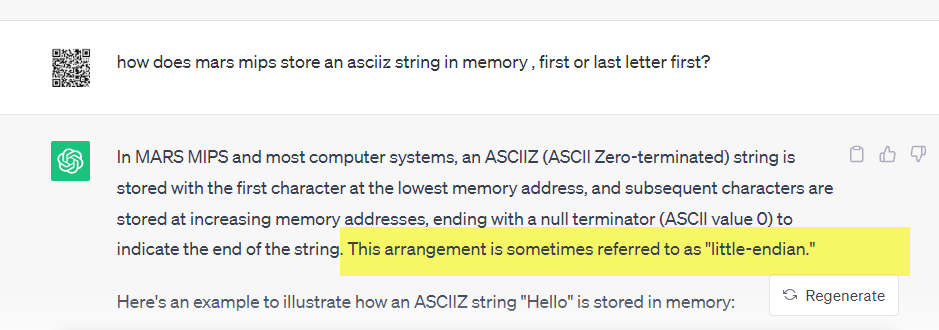 how does mars mips store an asciiz string in memory , first or last letter first?
In MARS MIPS and most computer systems, an ASCIIZ (ASCII Zero-terminated) string is
stored with the first character at the lowest memory address, and subsequent characters are
stored at increasing memory addresses, ending with a null terminator (ASCII value 0) to
indicate the end of the string. This arrangement is sometimes referred to as "little-endian."
Here's an example to illustrate how an ASCIIZ string "Hello" is stored in memory:
Regenerate